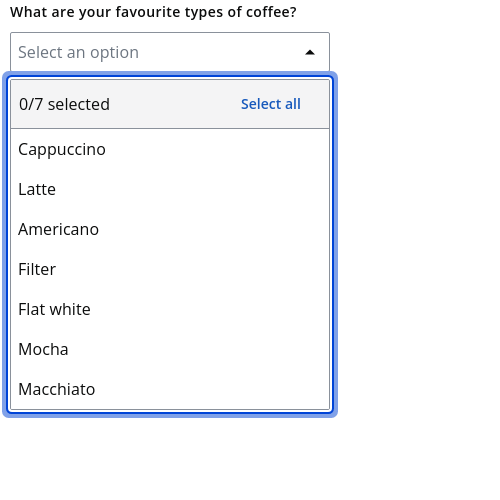 What are your favourite types of coffee?
Select an option
0/7 selected Select all
Cappuccino
Latte
Americano
Filter
Flat white
Mocha
Macchiato